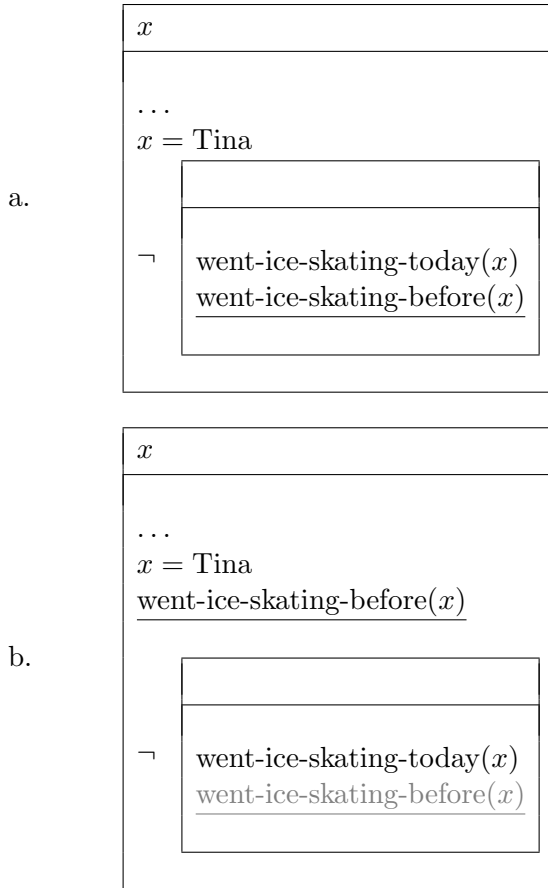 x
. . .
x = Tina
a.
¬
went-ice-skating-today(x)
went-ice-skating-before(x)
x
. . .
x = Tina
went-ice-skating-before(x)
b.
¬
went-ice-skating-today(x)
went-ice-skating-before(x)